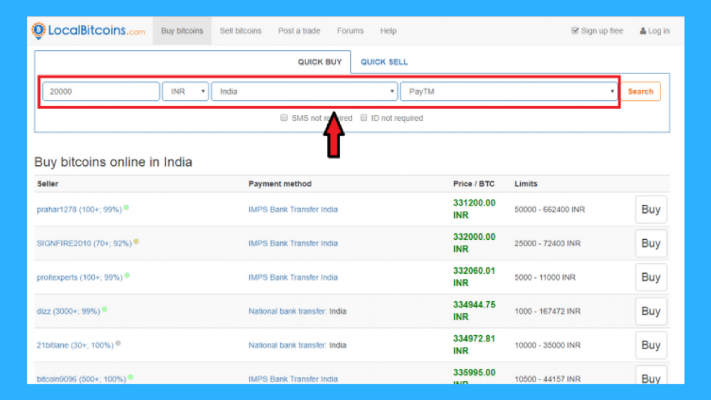 LocalBitcoins.com Buy bitcoins Sell bitcoins Post a trade Forums Help Sign up free Log in
QUICK BUY QUICK SELL
20000 INR India PayTM Search
SMS not required ID not required
Buy bitcoins online in India
Seller Payment method Price / BTC Limits
prahar1278 (100+; 99%) IMPS Bank Transfer India 331200.00 INR 50000 - 662400 INR Buy
SIGNFIRE2010 (70+; 92%) IMPS Bank Transfer India 332000.00 INR 25000 - 72403 INR Buy
proitexperts (100+; 99%) IMPS Bank Transfer India 332060.01 INR 5000 - 11000 INR Buy
dizz (3000+; 99%) National bank transfer: India 334944.75 INR 1000 - 167472 INR Buy
21bitlane (30+; 100%) National bank transfer: India 334972.81 INR 10000 - 35000 INR Buy
bitcoin9096 (500+; 100%) IMPS Bank Transfer India 335995.00 INR 10500 - 44157 INR Buy